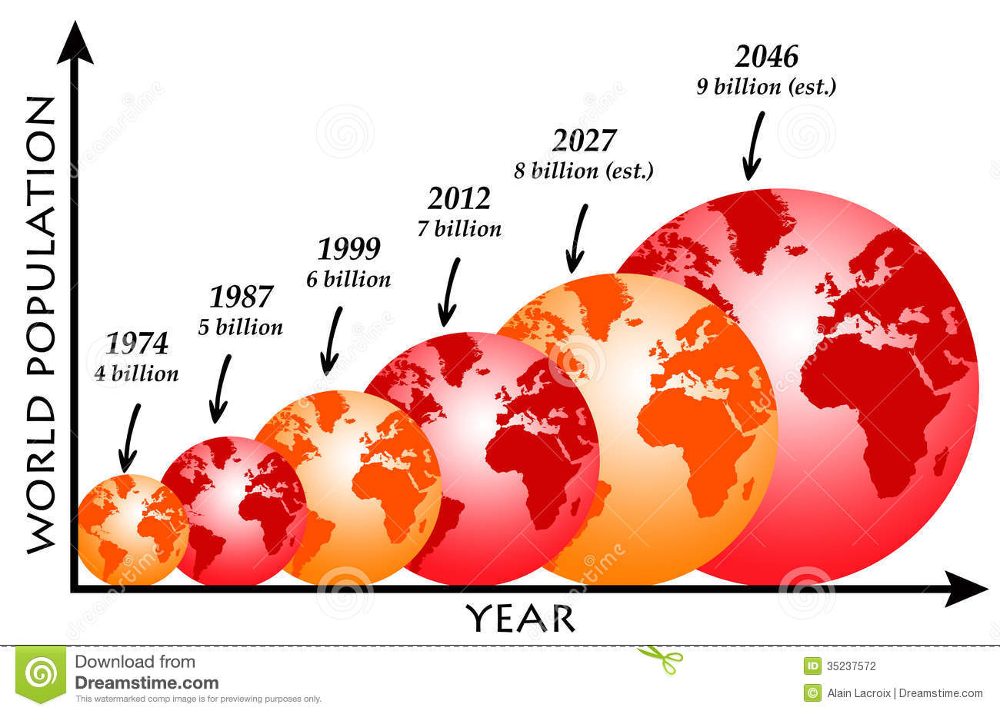 2046
9 billion (est.)
2027
8 billion (est.)
2012
7 billion
1999
6 billion
1987
5 billion
1974
4 billion
WORLD POPULATION
YEAR
Download from
Dreamstime.com
This watermarked comp image is for previewing purposes only.
ID 35237572
© Alain Lacroix | Dreamstime.com
dreamstime